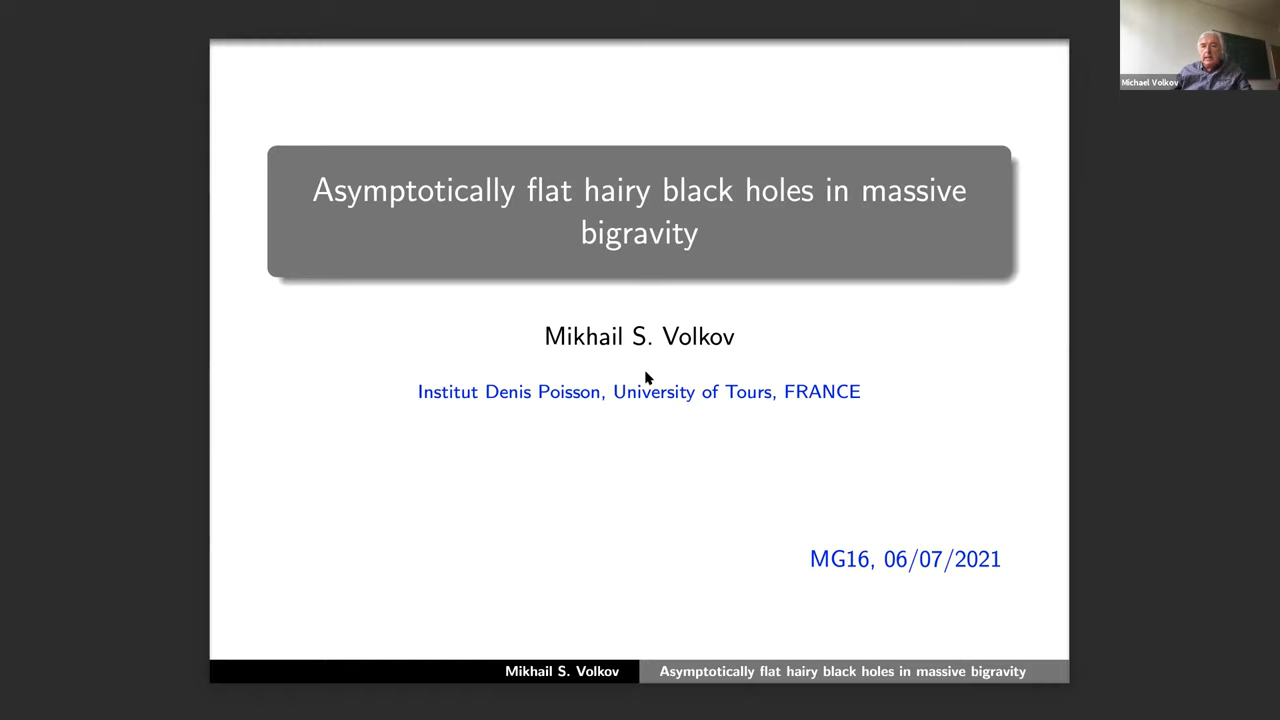 Michael Volkov
Asymptotically flat hairy black holes in massive
bigravity
Mikhail S. Volkov
Institut Denis Poisson, University of Tours, FRANCE
MG16, 06/07/2021
Mikhail S. Volkov
Asymptotically flat hairy black holes in massive bigravity